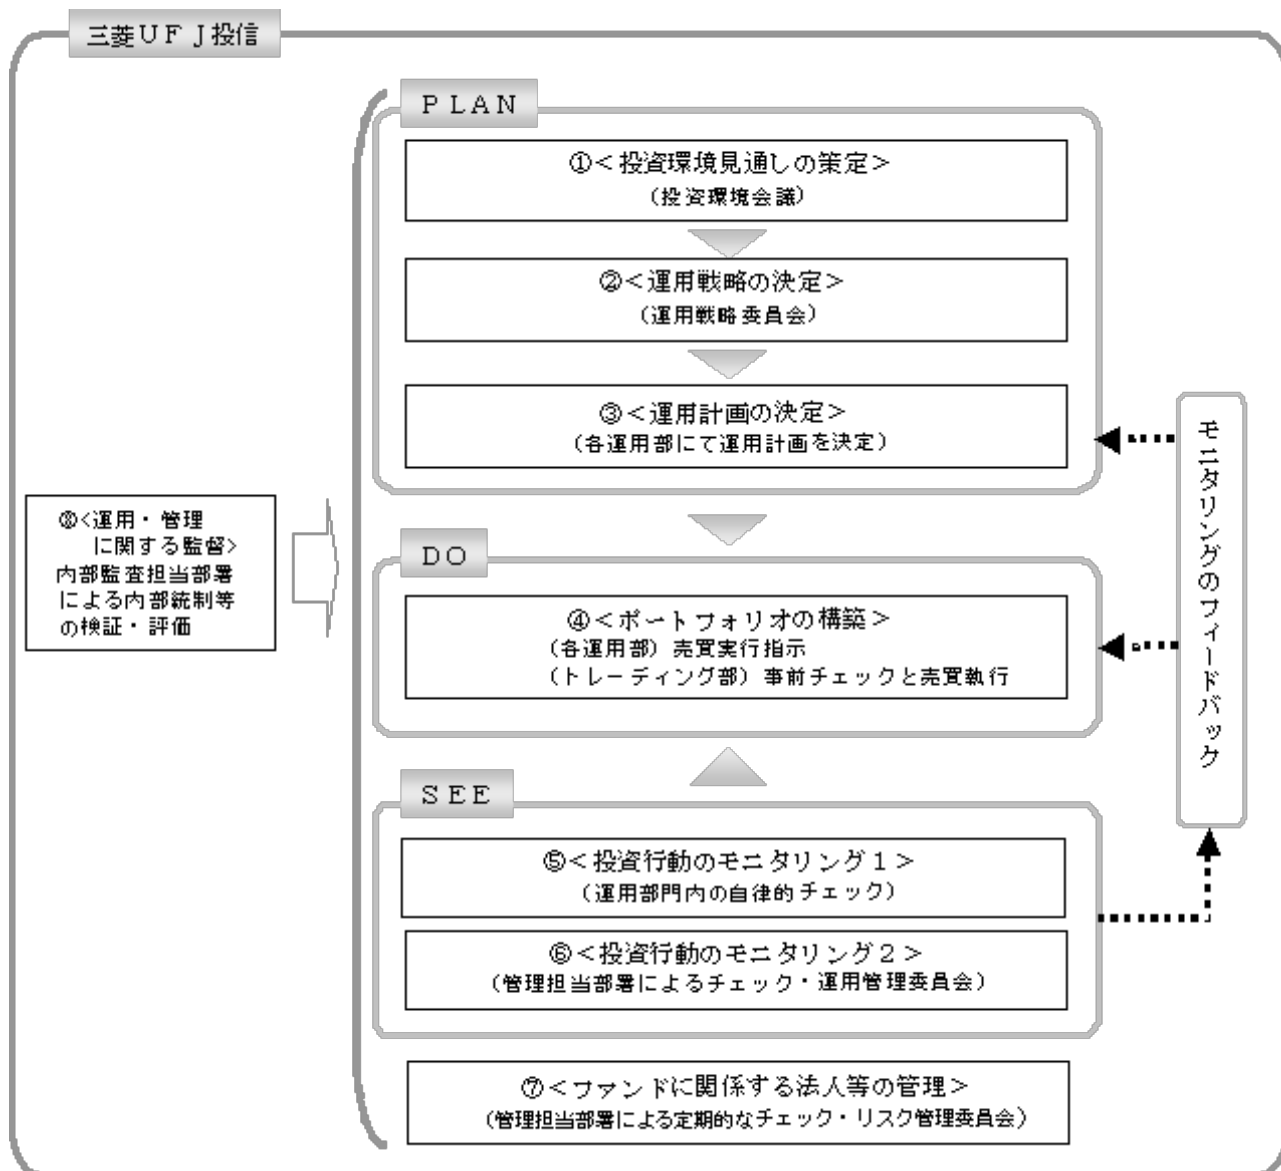 三菱ＵＦＪ投信
ＰＬＡＮ
①＜投資環境見通しの策定＞
（投資環境会議）
②＜運用戦略の決定＞
（運用戦略委員会）
③＜運用計画の決定＞
（各運用部にて運用計画を決定）
⑧<運用・管理
に関する監督>
内部監査担当部署
による内部統制等
の検証・評価
ＤＯ
④＜ポートフォリオの構築＞
（各運用部）売買実行指示
（トレーディング部）事前チェックと売買執行
モニタリングのフィードバック
ＳＥＥ
⑤＜投資行動のモニタリング１＞
（運用部門内の自律的チェック）
⑥＜投資行動のモニタリング２＞
（管理担当部署によるチェック・運用管理委員会）
⑦＜ファンドに関係する法人等の管理＞
（管理担当部署による定期的なチェック・リスク管理委員会）